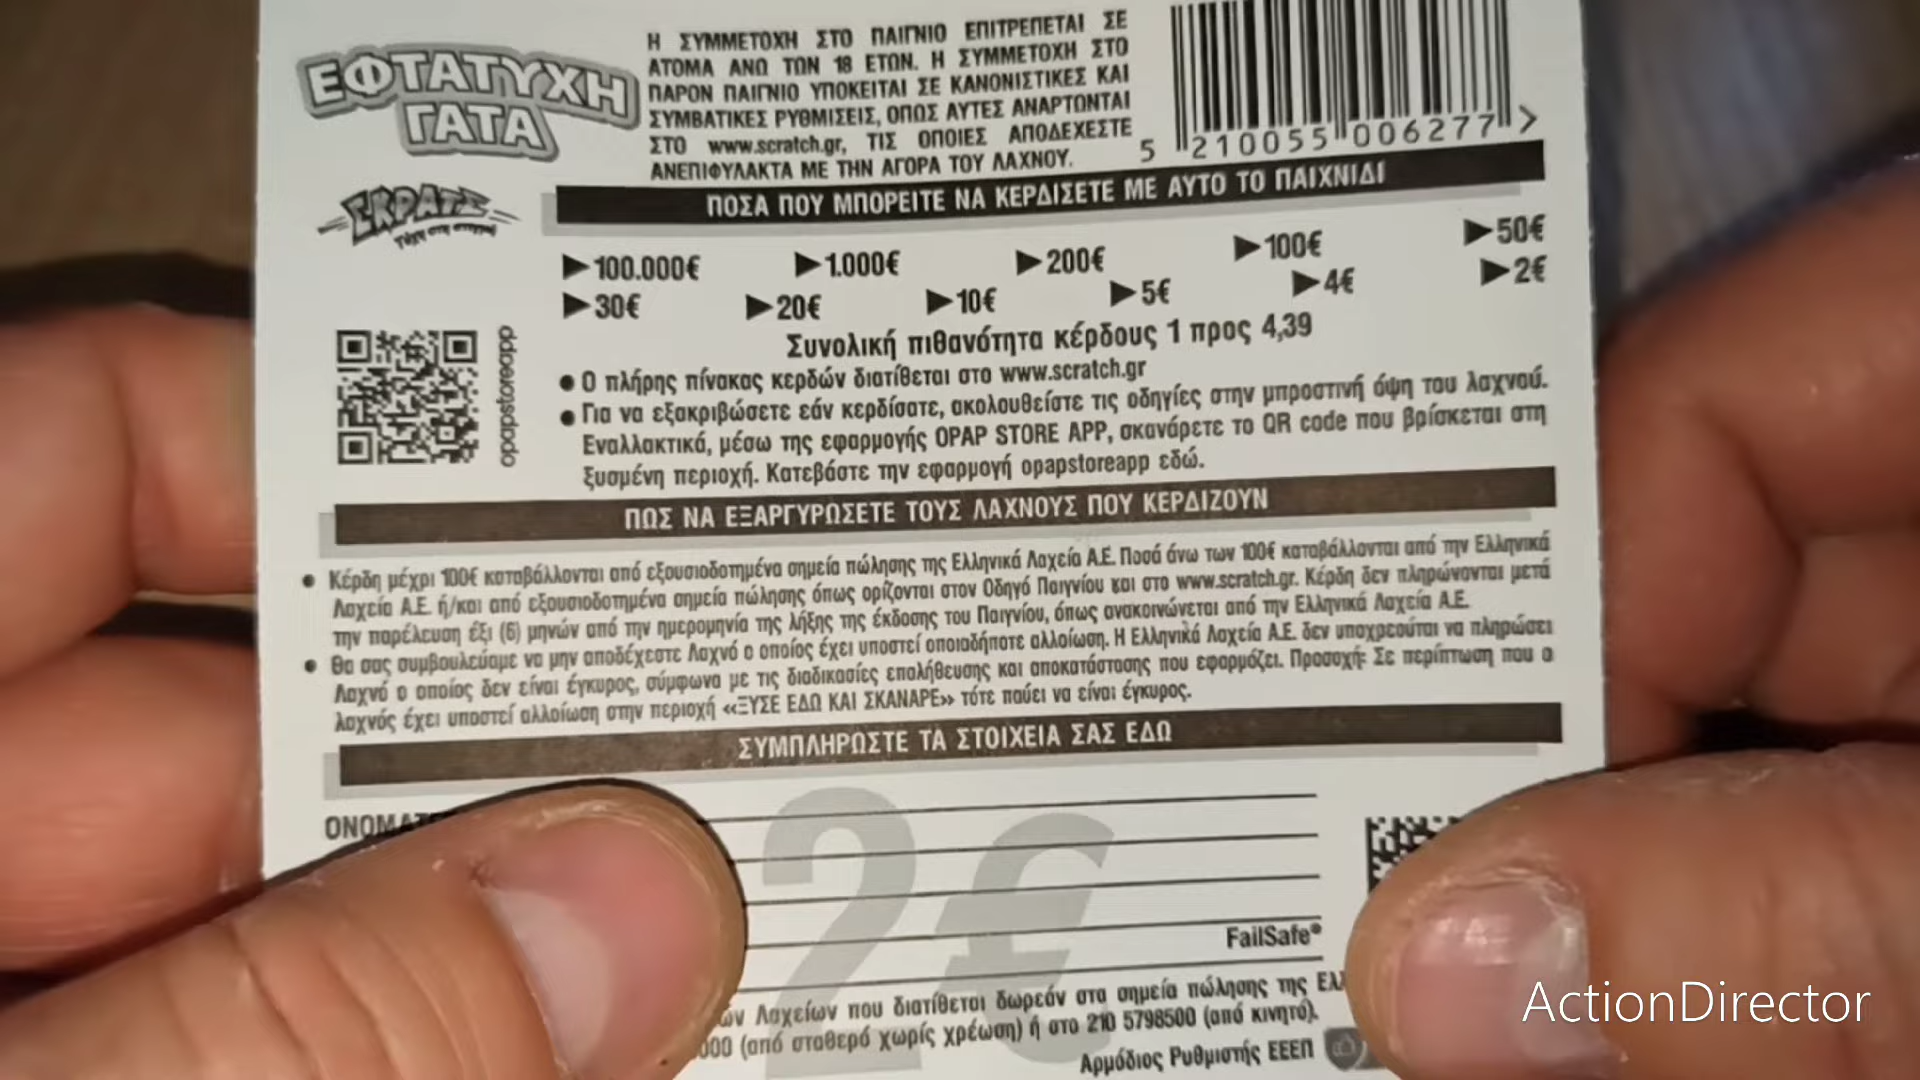 ΕΦΤΑΤΥΧΗ
ΓΑΤΑ
Η ΣΥΜΜΕΤΟΧΗ ΣΤΟ ΠΑΙΓΝΙΟ ΕΠΙΤΡΕΠΕΤΑΙ ΣΕ
ΑΤΟΜΑ ΑΝΩ ΤΩΝ 18 ΕΤΩΝ. Η ΣΥΜΜΕΤΟΧΗ ΣΤΟ
ΠΑΡΟΝ ΠΑΙΓΝΙΟ ΥΠΟΚΕΙΤΑΙ ΣΕ ΚΑΝΟΝΙΣΤΙΚΕΣ ΚΑΙ
ΣΥΜΒΑΤΙΚΕΣ ΡΥΘΜΙΣΕΙΣ, ΟΠΩΣ ΑΥΤΕΣ ΑΝΑΡΤΩΝΤΑΙ
ΣΤΟ www.scratch.gr, ΤΙΣ ΟΠΟΙΕΣ ΑΠΟΔΕΧΕΣΤΕ
ΑΝΕΠΙΦΥΛΑΚΤΑ ΜΕ ΤΗΝ ΑΓΟΡΑ ΤΟΥ ΛΑΧΝΟΥ.
5 210055 006277 >
ΣΚΡΑΤΣ
Τύχη στη στιγμή
ΠΟΣΑ ΠΟΥ ΜΠΟΡΕΙΤΕ ΝΑ ΚΕΡΔΙΣΕΤΕ ΜΕ ΑΥΤΟ ΤΟ ΠΑΙΧΝΙΔΙ
▶100.000€ ▶1.000€ ▶200€ ▶100€ ▶50€
▶30€ ▶20€ ▶10€ ▶5€ ▶4€ ▶2€
Συνολική πιθανότητα κέρδους 1 προς 4,39
opapstoreapp
● Ο πλήρης πίνακας κερδών διατίθεται στο www.scratch.gr
● Για να εξακριβώσετε εάν κερδίσατε, ακολουθείστε τις οδηγίες στην μπροστινή όψη του λαχνού.
Εναλλακτικά, μέσω της εφαρμογής OPAP STORE APP, σκανάρετε το QR code που βρίσκεται στη
ξυσμένη περιοχή. Κατεβάστε την εφαρμογή opapstoreapp εδώ.
ΠΩΣ ΝΑ ΕΞΑΡΓΥΡΩΣΕΤΕ ΤΟΥΣ ΛΑΧΝΟΥΣ ΠΟΥ ΚΕΡΔΙΖΟΥΝ
● Κέρδη μέχρι 100€ καταβάλλονται από εξουσιοδοτημένα σημεία πώλησης της Ελληνικά Λαχεία Α.Ε. Ποσά άνω των 100€ καταβάλλονται από την Ελληνικά
Λαχεία Α.Ε. ή/και από εξουσιοδοτημένα σημεία πώλησης όπως ορίζονται στον Οδηγό Παιγνίου και στο www.scratch.gr. Κέρδη δεν πληρώνονται μετά
την παρέλευση έξι (6) μηνών από την ημερομηνία της λήξης της έκδοσης του Παιγνίου, όπως ανακοινώνεται από την Ελληνικά Λαχεία Α.Ε.
● Θα σας συμβουλεύαμε να μην αποδέχεστε Λαχνό ο οποίος έχει υποστεί οποιαδήποτε αλλοίωση. Η Ελληνικά Λαχεία Α.Ε. δεν υποχρεούται να πληρώσει
Λαχνό ο οποίος δεν είναι έγκυρος, σύμφωνα με τις διαδικασίες επαλήθευσης και αποκατάστασης που εφαρμόζει. Προσοχή: Σε περίπτωση που ο
λαχνός έχει υποστεί αλλοίωση στην περιοχή «ΞΥΣΕ ΕΔΩ ΚΑΙ ΣΚΑΝΑΡΕ» τότε παύει να είναι έγκυρος.
ΣΥΜΠΛΗΡΩΣΤΕ ΤΑ ΣΤΟΙΧΕΙΑ ΣΑΣ ΕΔΩ
ΟΝΟΜΑΤΕ
2€
FailSafe®
ών Λαχείων που διατίθεται δωρεάν στα σημεία πώλησης της Ελλ
000 (από σταθερό χωρίς χρέωση) ή στο 210 5798500 (από κινητό).
Αρμόδιος Ρυθμιστής ΕΕΕΠ
ActionDirector